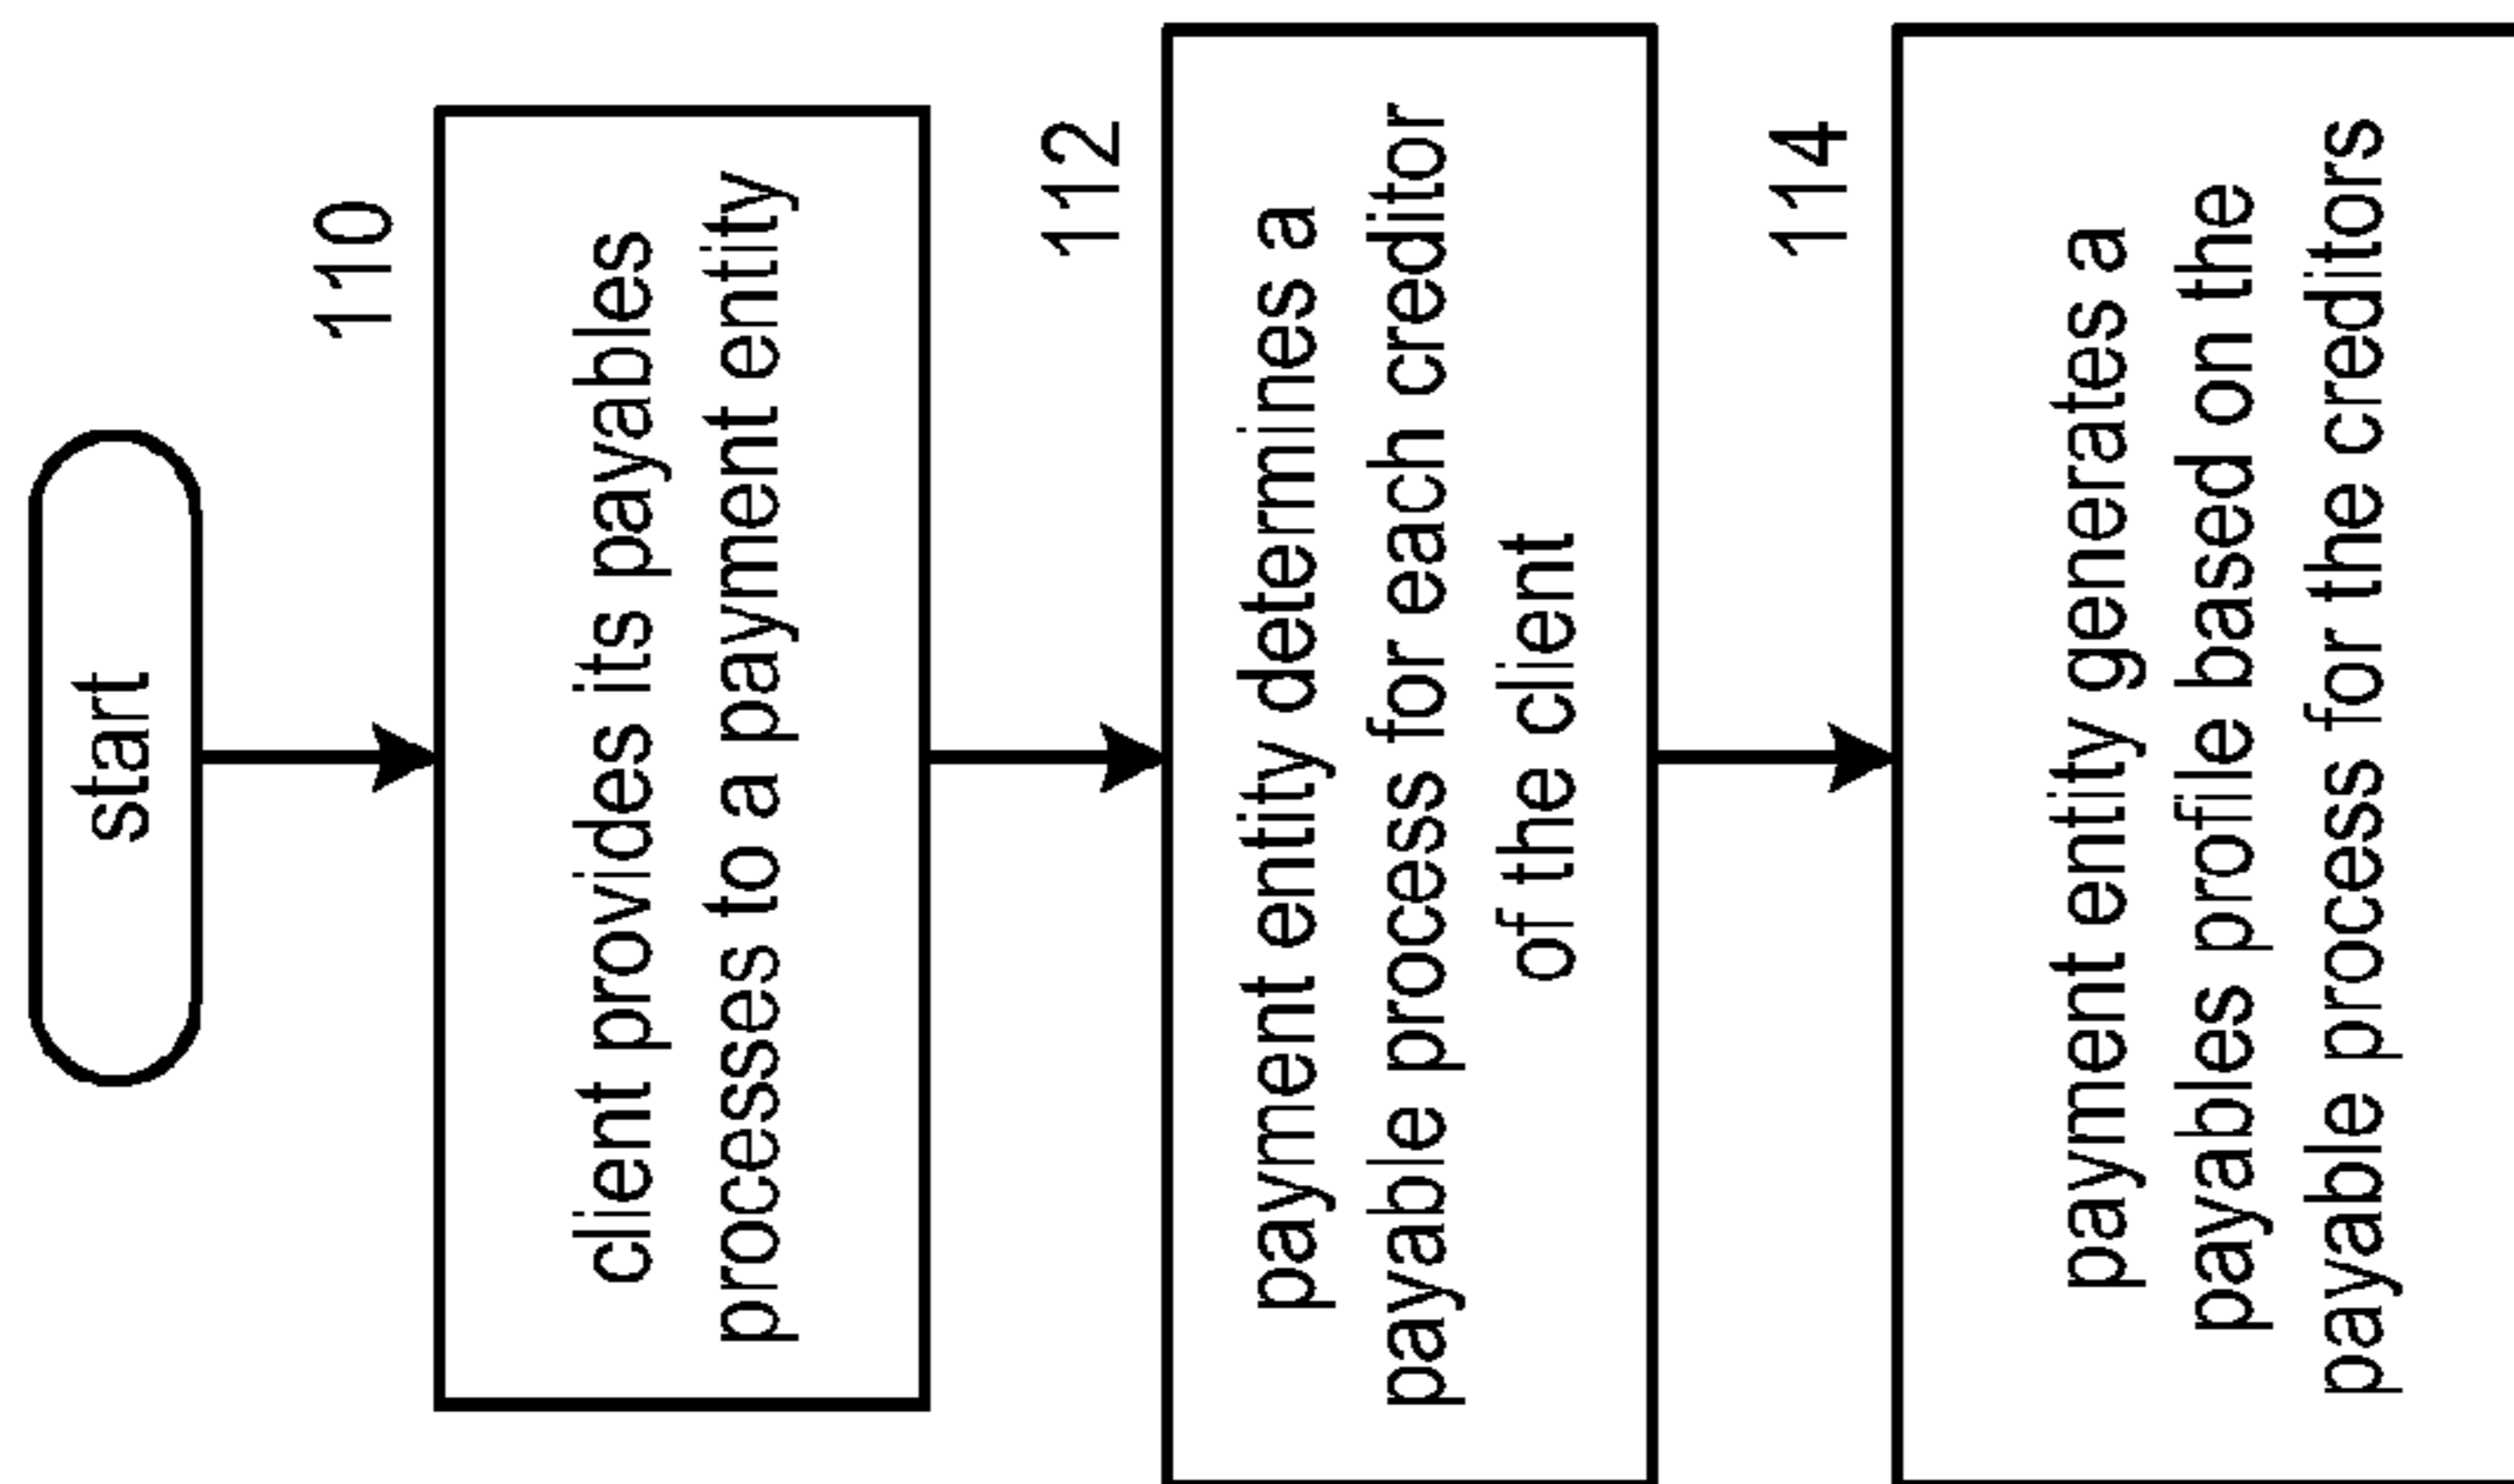 start
110
client provides its payables
processes to a payment entity
112
payment entity determines a
payable process for each creditor
of the client
114
payment entity generates a
payables profile based on the
payable process for the creditors